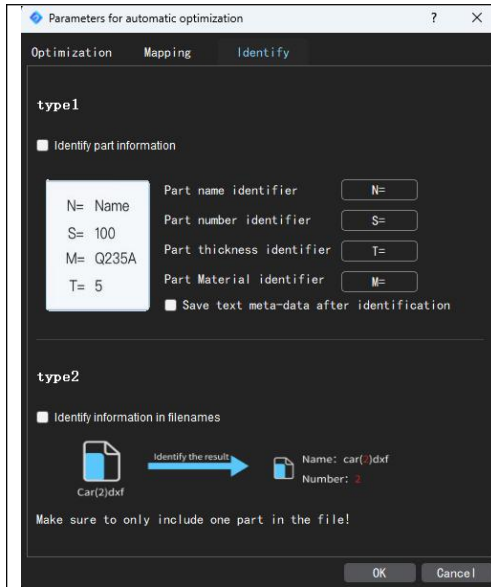 Parameters for automatic optimization ? ×
Optimization Mapping Identify
type1
Identify part information
N= Name
S= 100
M= Q235A
T= 5
Part name identifier N=
Part number identifier S=
Part thickness identifier T=
Part Material identifier M=
Save text meta-data after identification
type2
Identify information in filenames
Car(2)dxf
Identify the result
Name: car(2)dxf
Number: 2
Make sure to only include one part in the file!
OK Cancel